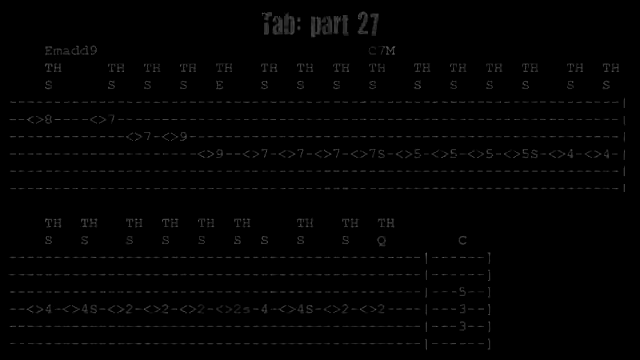 Tab: part 27
Emadd9 C7M
TH TH TH TH TH TH TH TH TH TH TH TH TH TH TH
S S S S E S S S S S S S S S S
--------------------------------------------------------------------|
--<>8----<>7--------------------------------------------------------|
-------------<>7-<>9------------------------------------------------|
---------------------<>9--<>7-<>7-<>7-<>7S-<>5-<>5-<>5-<>5S-<>4-<>4-|
--------------------------------------------------------------------|
--------------------------------------------------------------------|
TH TH TH TH TH TH TH TH TH
S S S S S S S S S Q C
----------------------------------------------|------]
----------------------------------------------|------]
----------------------------------------------|---5--]
--<>4-<>4S-<>2-<>2-<>2-<>2s-4-<>4S-<>2-<>2----|---3--]
----------------------------------------------|---3--]
----------------------------------------------|------]